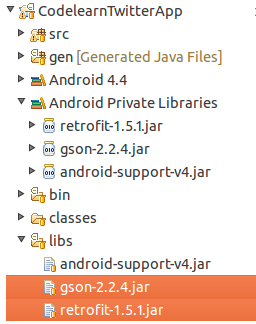 CodelearnTwitterApp
src
gen [Generated Java Files]
Android 4.4
Android Private Libraries
retrofit-1.5.1.jar
gson-2.2.4.jar
android-support-v4.jar
bin
classes
libs
android-support-v4.jar
gson-2.2.4.jar
retrofit-1.5.1.jar